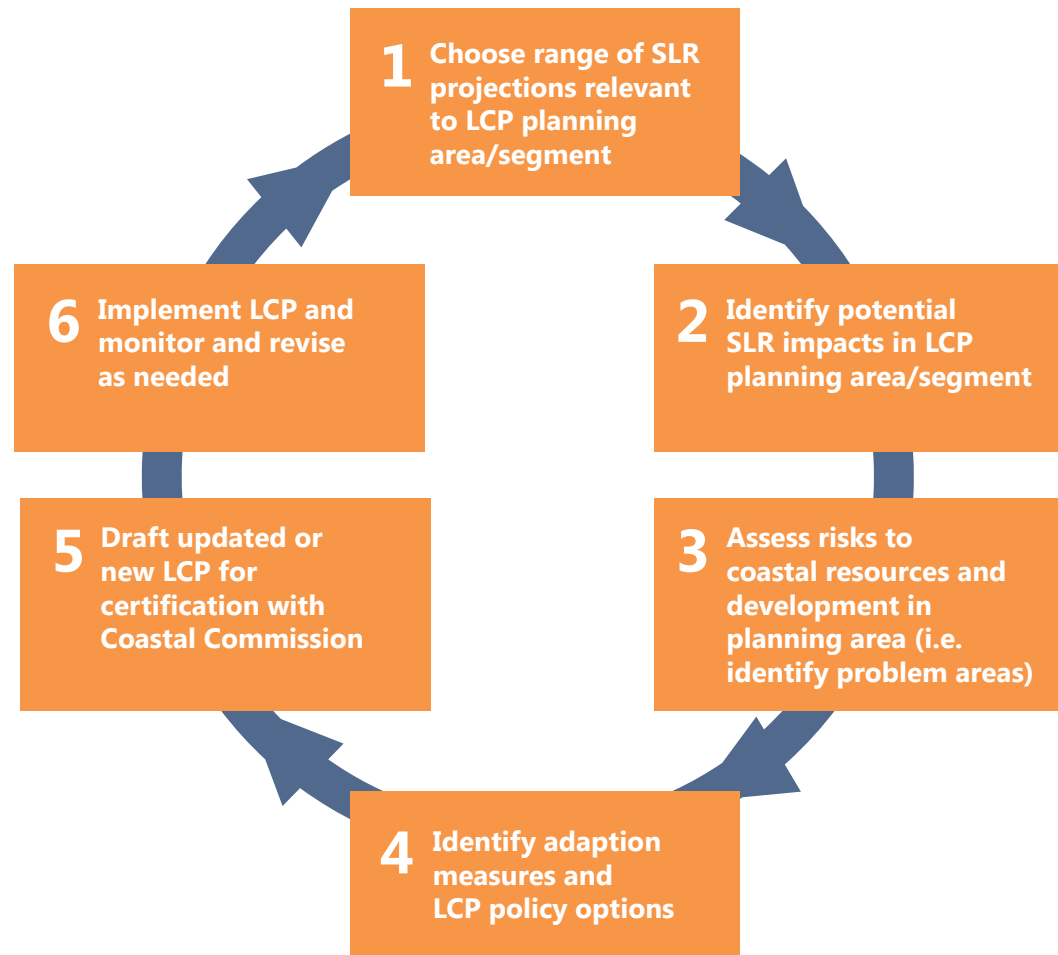 1
Choose range of SLR
projections relevant
to LCP planning
area/segment
2
Identify potential
SLR impacts in LCP
planning area/segment
3
Assess risks to
coastal resources and
development in
planning area (i.e.
identify problem areas)
4
Identify adaption
measures and
LCP policy options
5
Draft updated or
new LCP for
certification with
Coastal Commission
6
Implement LCP and
monitor and revise
as needed